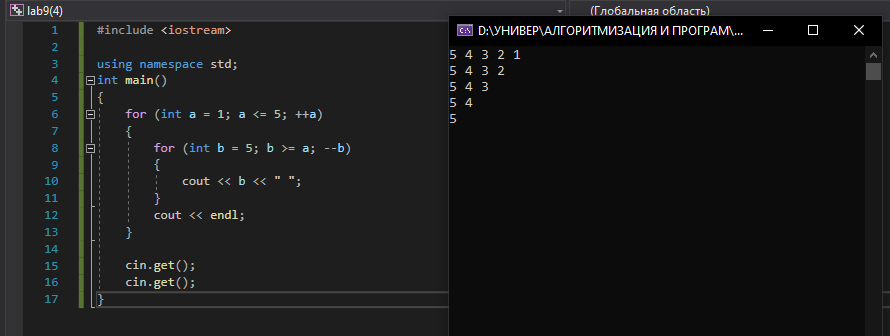 lab9(4)
(Глобальная область)
1 #include <iostream>
2
3 using namespace std;
4 int main()
5 {
6 for (int a = 1; a <= 5; ++a)
7 {
8 for (int b = 5; b >= a; --b)
9 {
10 cout << b << " ";
11 }
12 cout << endl;
13 }
14
15 cin.get();
16 cin.get();
17 }
D:\УНИВЕР\АЛГОРИТМИЗАЦИЯ И ПРОГРАМ\...
5 4 3 2 1
5 4 3 2
5 4 3
5 4
5